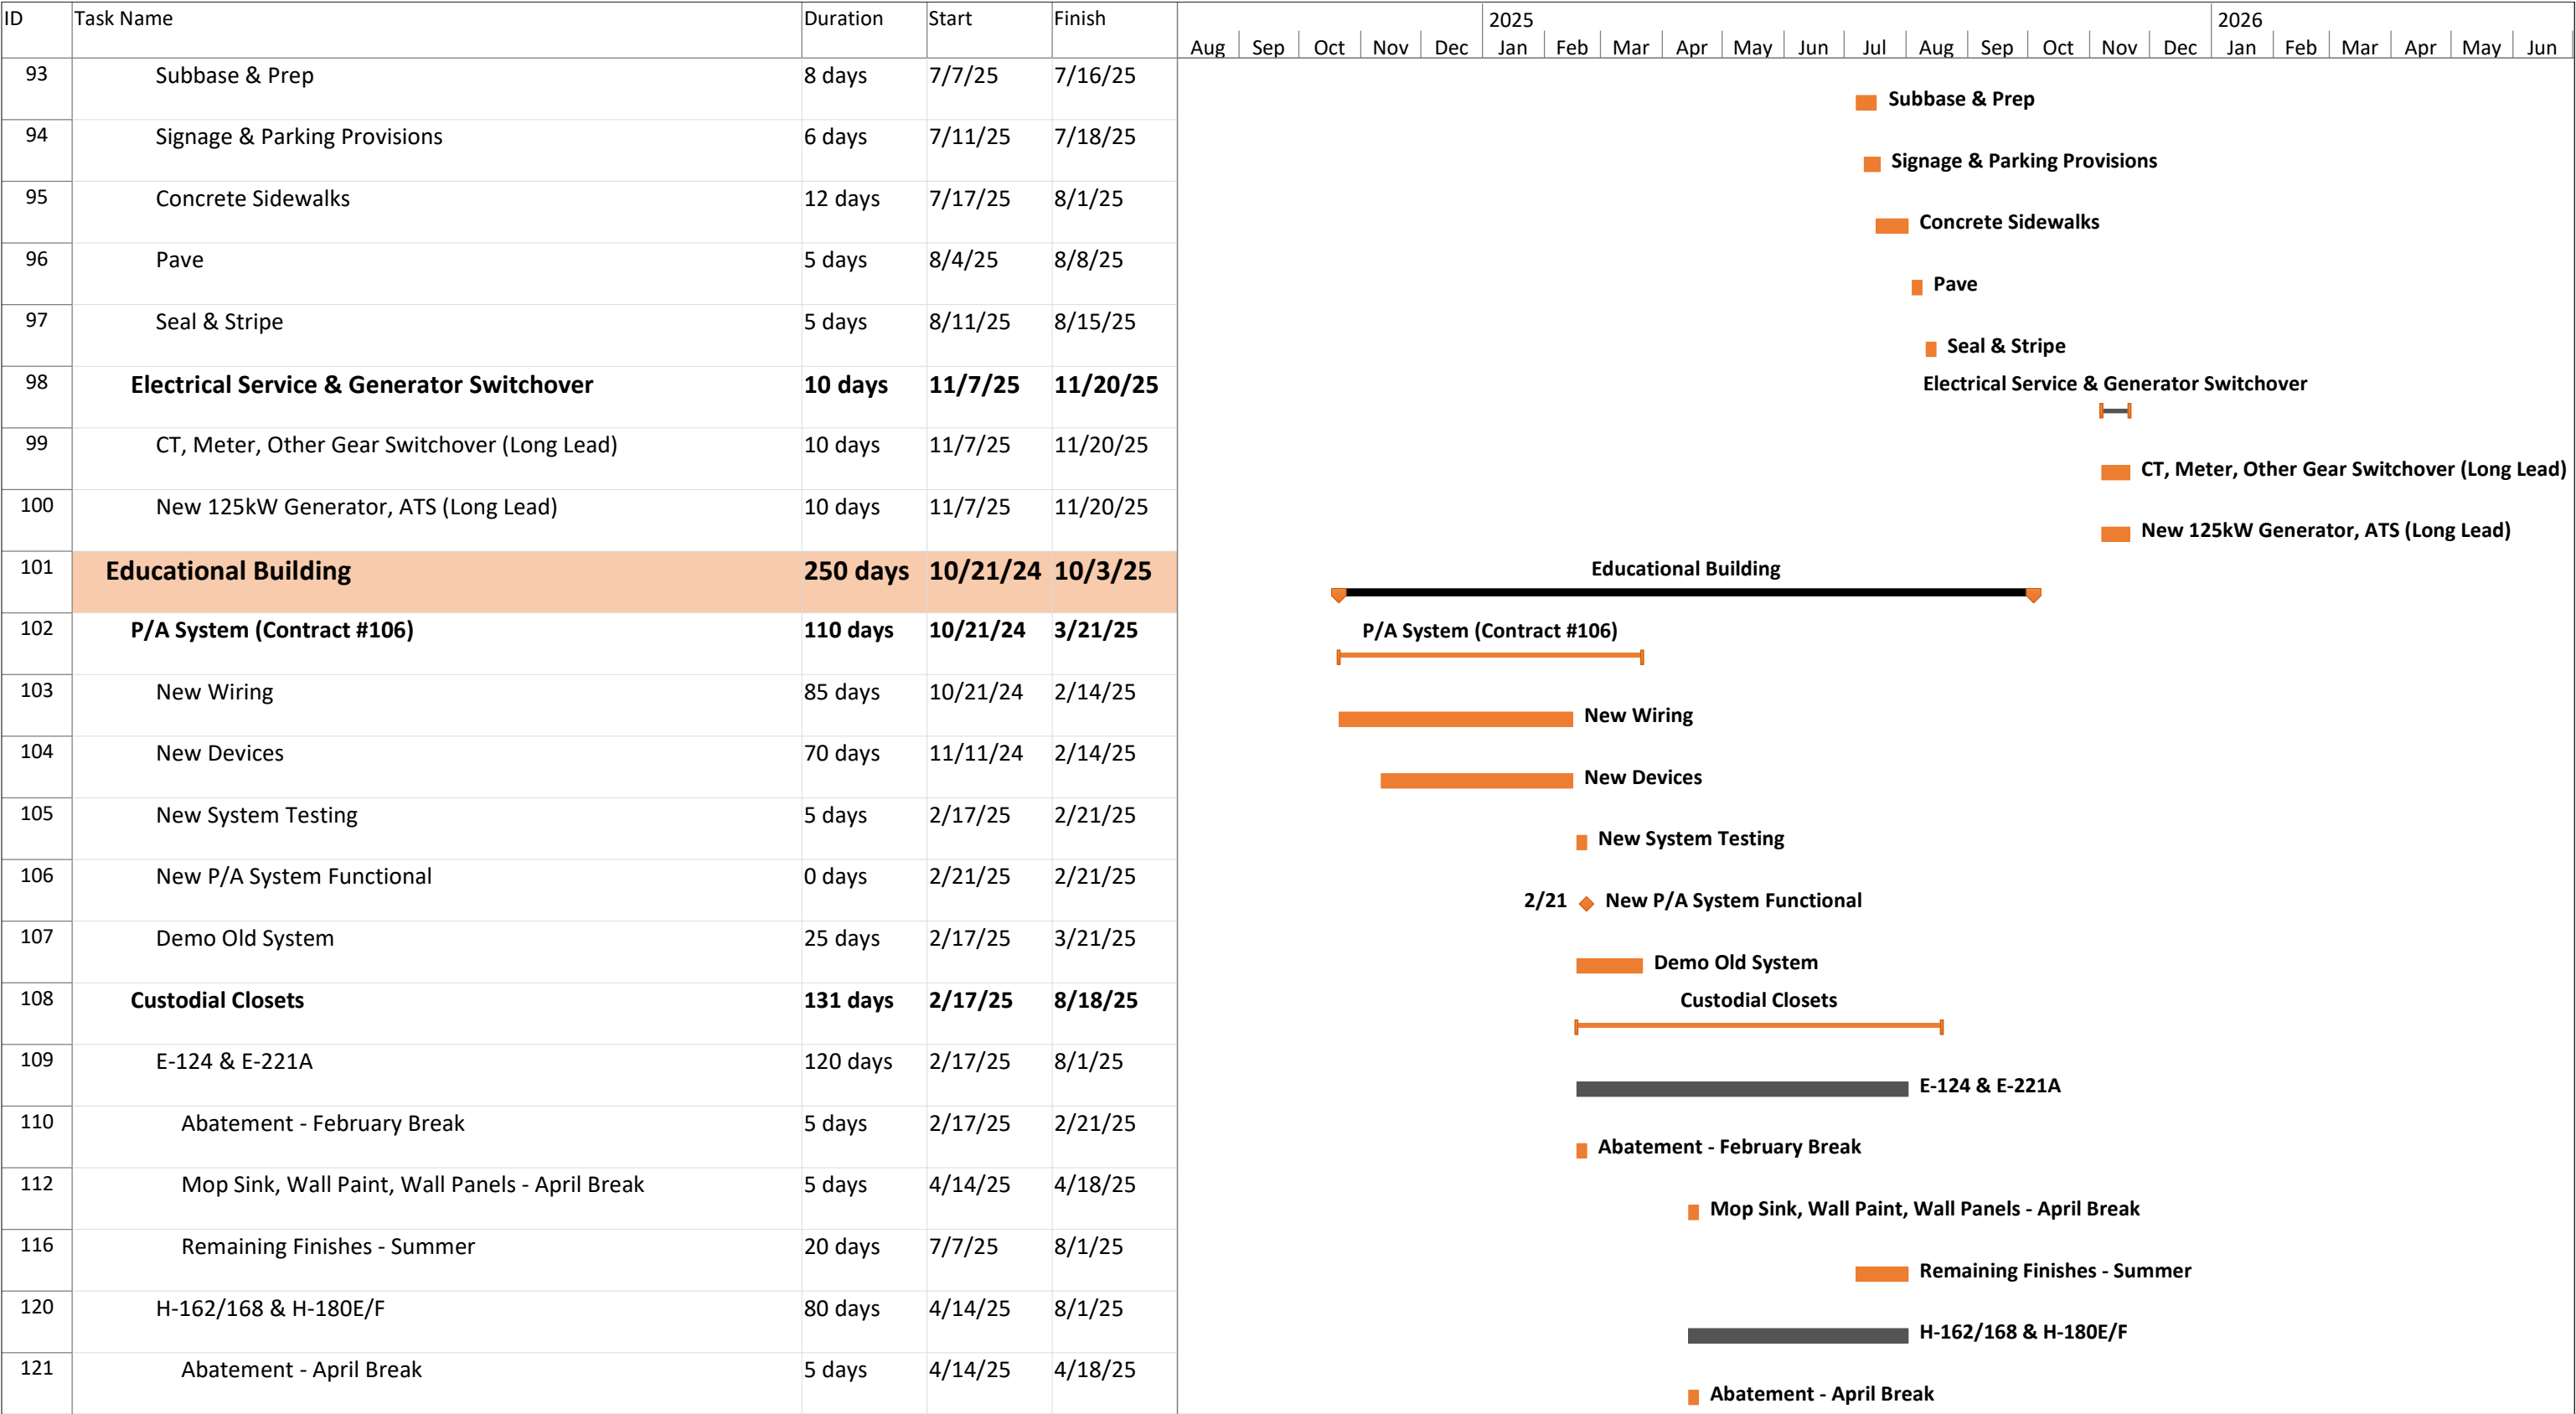 ID Task Name Duration Start Finish 2025 2026
Aug Sep Oct Nov Dec Jan Feb Mar Apr May Jun Jul Aug Sep Oct Nov Dec Jan Feb Mar Apr May Jun
93 Subbase & Prep 8 days 7/7/25 7/16/25
Subbase & Prep
94 Signage & Parking Provisions 6 days 7/11/25 7/18/25
Signage & Parking Provisions
95 Concrete Sidewalks 12 days 7/17/25 8/1/25
Concrete Sidewalks
96 Pave 5 days 8/4/25 8/8/25
Pave
97 Seal & Stripe 5 days 8/11/25 8/15/25
Seal & Stripe
98 Electrical Service & Generator Switchover 10 days 11/7/25 11/20/25 Electrical Service & Generator Switchover
99 CT, Meter, Other Gear Switchover (Long Lead) 10 days 11/7/25 11/20/25
CT, Meter, Other Gear Switchover (Long Lead)
100 New 125kW Generator, ATS (Long Lead) 10 days 11/7/25 11/20/25
New 125kW Generator, ATS (Long Lead)
101 Educational Building 250 days 10/21/24 10/3/25 Educational Building
102 P/A System (Contract #106) 110 days 10/21/24 3/21/25 P/A System (Contract #106)
103 New Wiring 85 days 10/21/24 2/14/25
New Wiring
104 New Devices 70 days 11/11/24 2/14/25
New Devices
105 New System Testing 5 days 2/17/25 2/21/25
New System Testing
106 New P/A System Functional 0 days 2/21/25 2/21/25
2/21 New P/A System Functional
107 Demo Old System 25 days 2/17/25 3/21/25
Demo Old System
108 Custodial Closets 131 days 2/17/25 8/18/25 Custodial Closets
109 E-124 & E-221A 120 days 2/17/25 8/1/25
E-124 & E-221A
110 Abatement - February Break 5 days 2/17/25 2/21/25
Abatement - February Break
112 Mop Sink, Wall Paint, Wall Panels - April Break 5 days 4/14/25 4/18/25
Mop Sink, Wall Paint, Wall Panels - April Break
116 Remaining Finishes - Summer 20 days 7/7/25 8/1/25
Remaining Finishes - Summer
120 H-162/168 & H-180E/F 80 days 4/14/25 8/1/25
H-162/168 & H-180E/F
121 Abatement - April Break 5 days 4/14/25 4/18/25
Abatement - April Break